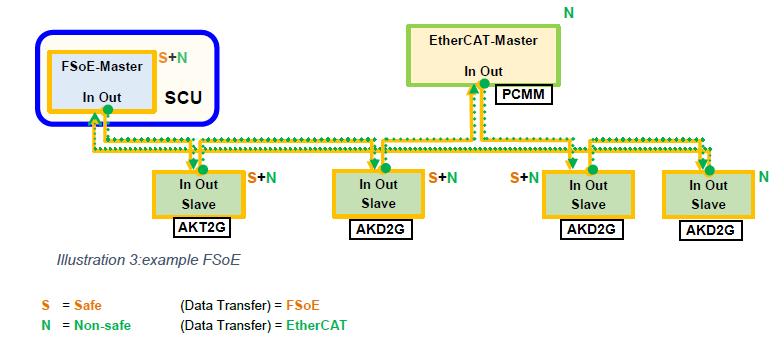 N
EtherCAT-Master
In Out
PCMM
FSoE-Master
S+N
In Out
SCU
In Out
Slave
S+N
AKT2G
In Out
Slave
S+N
AKD2G
S+N
In Out
Slave
AKD2G
In Out
Slave
N
AKD2G
Illustration 3:example FSoE
S = Safe (Data Transfer) = FSoE
N = Non-safe (Data Transfer) = EtherCAT